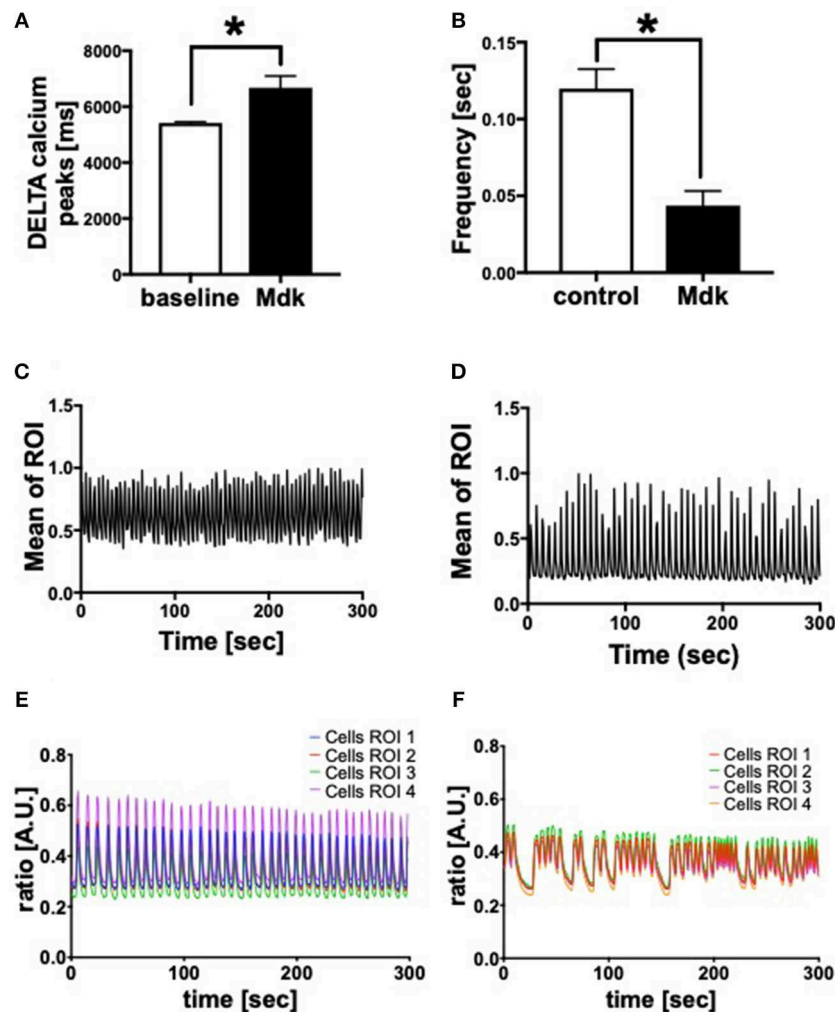 A
*
8000
6000
4000
2000
0
DELTA calcium
peaks [ms]
baseline Mdk
B
*
0.15
0.10
0.05
0.00
Frequency [sec]
control Mdk
C
1.5
1.0
0.5
0.0
Mean of ROI
0 100 200 300
Time [sec]
D
1.5
1.0
0.5
0.0
Mean of ROI
0 100 200 300
Time (sec)
E
Cells ROI 1
Cells ROI 2
Cells ROI 3
Cells ROI 4
0.8
0.6
0.4
0.2
0.0
ratio [A.U.]
0 100 200 300
time [sec]
F
Cells ROI 1
Cells ROI 2
Cells ROI 3
Cells ROI 4
0.8
0.6
0.4
0.2
0.0
ratio [A.U.]
0 100 200 300
time [sec]